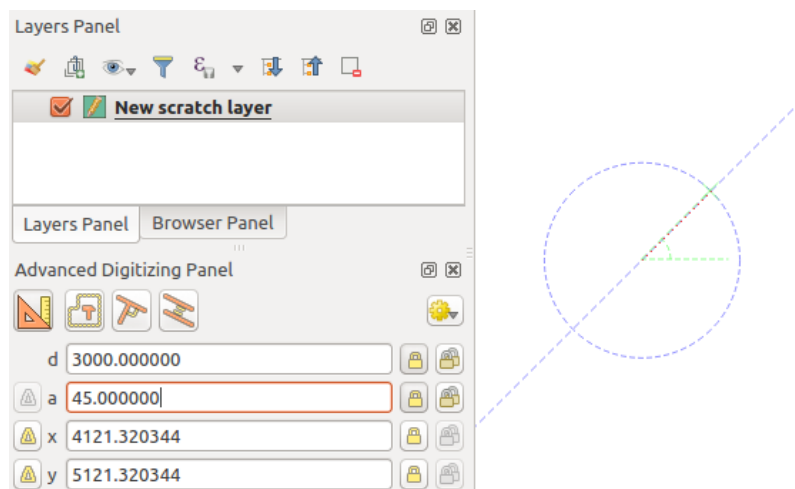 Layers Panel
New scratch layer
Layers Panel Browser Panel
Advanced Digitizing Panel
d 3000.000000
a 45.000000
x 4121.320344
y 5121.320344